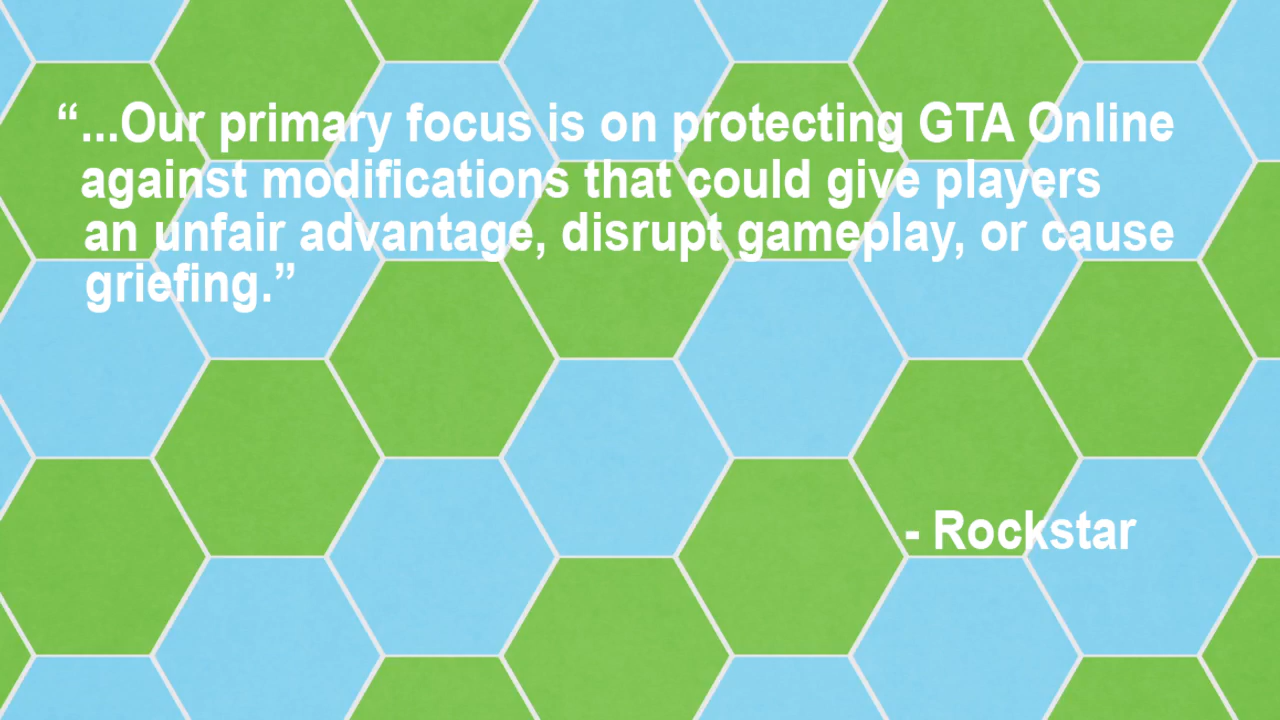 “...Our primary focus is on protecting GTA Online
against modifications that could give players
an unfair advantage, disrupt gameplay, or cause
griefing.”
- Rockstar